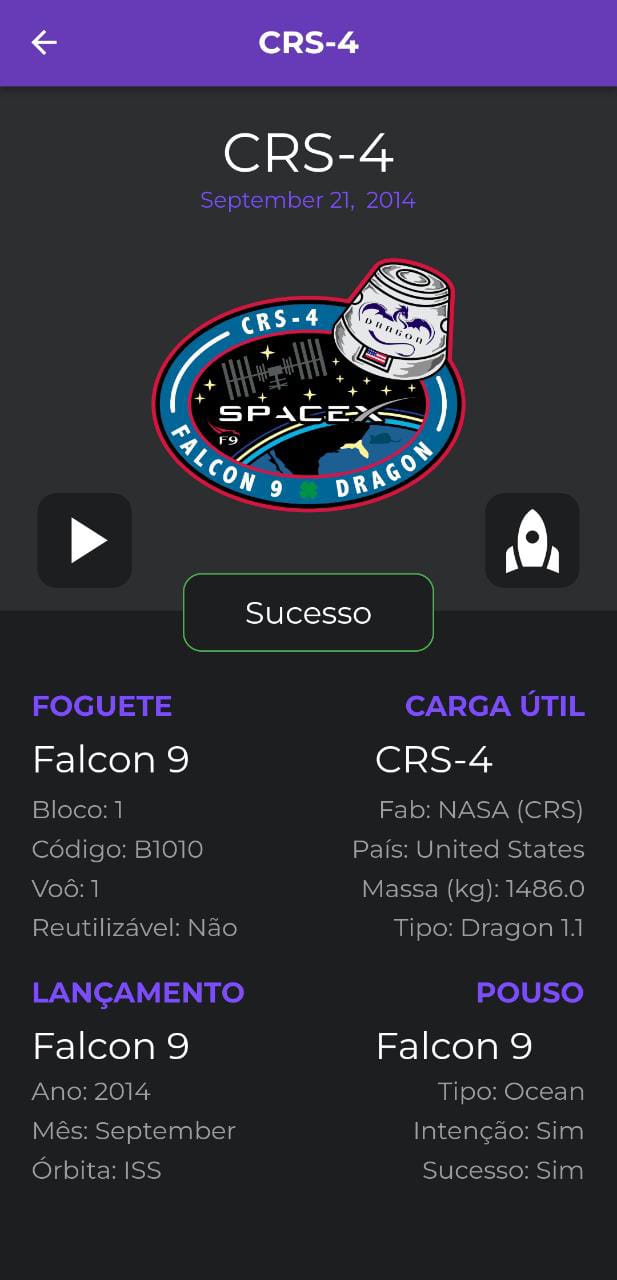 CRS-4
CRS-4
September 21, 2014
CRS-4
DRAGON
SPACEX
F9
FALCON 9 DRAGON
Sucesso
FOGUETE
Falcon 9
Bloco: 1
Código: B1010
Voô: 1
Reutilizável: Não
CARGA ÚTIL
CRS-4
Fab: NASA (CRS)
País: United States
Massa (kg): 1486.0
Tipo: Dragon 1.1
LANÇAMENTO
Falcon 9
Ano: 2014
Mês: September
Órbita: ISS
POUSO
Falcon 9
Tipo: Ocean
Intenção: Sim
Sucesso: Sim